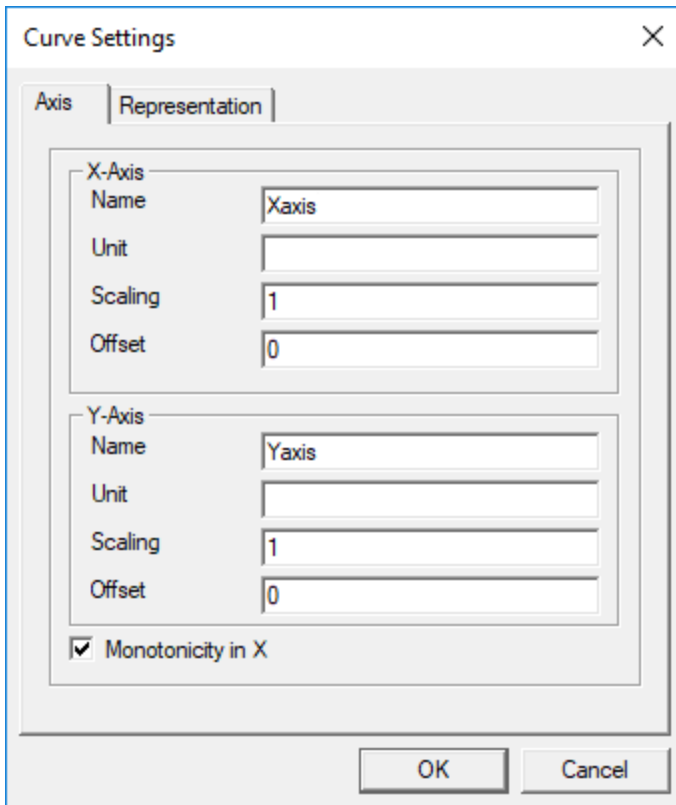 Curve Settings
Axis Representation
X-Axis
Name Xaxis
Unit
Scaling 1
Offset 0
Y-Axis
Name Yaxis
Unit
Scaling 1
Offset 0
Monotonicity in X
OK Cancel